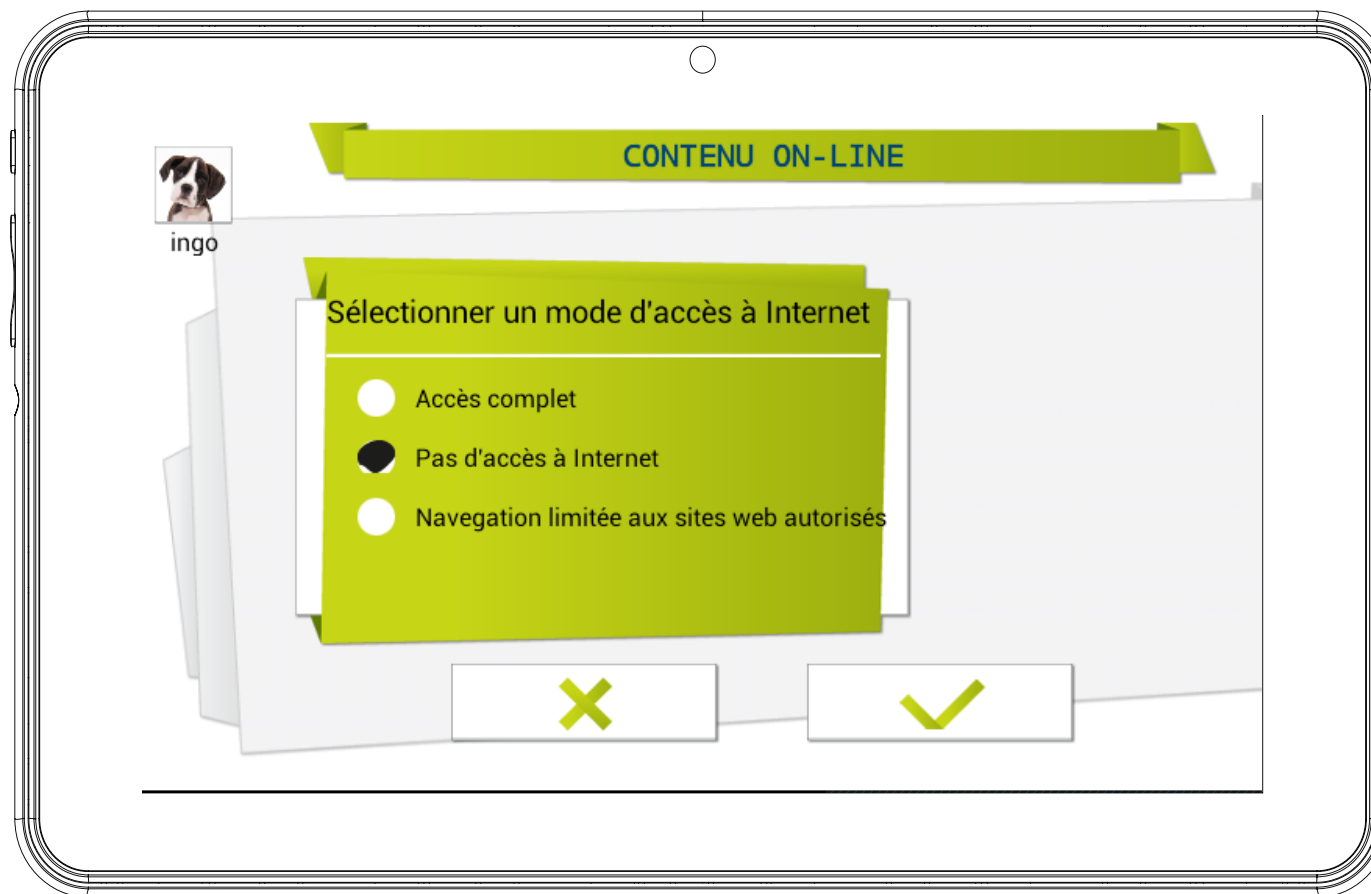 CONTENU ON-LINE
ingo
Sélectionner un mode d'accès à Internet
Accès complet
Pas d'accès à Internet
Navegation limitée aux sites web autorisés